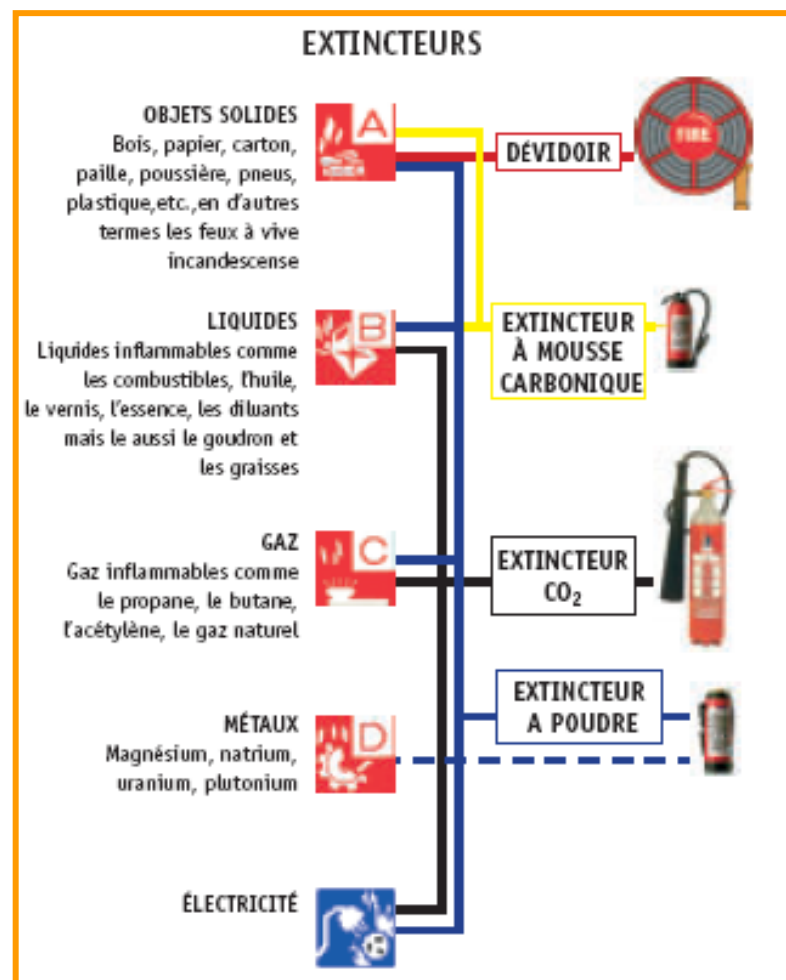 EXTINCTEURS
OBJETS SOLIDES
Bois, papier, carton,
paille, poussière, pneus,
plastique,etc.,en d'autres
termes les feux à vive
incandescense
A
DÉVIDOIR
FIRE
LIQUIDES
Liquides inflammables comme
les combustibles, l'huile,
le vernis, l'essence, les diluants
mais le aussi le goudron et
les graisses
B
EXTINCTEUR
À MOUSSE
CARBONIQUE
GAZ
Gaz inflammables comme
le propane, le butane,
l'acétylène, le gaz naturel
C
EXTINCTEUR
CO₂
EXTINCTEUR
A POUDRE
MÉTAUX
Magnésium, natrium,
uranium, plutonium
D
ÉLECTRICITÉ